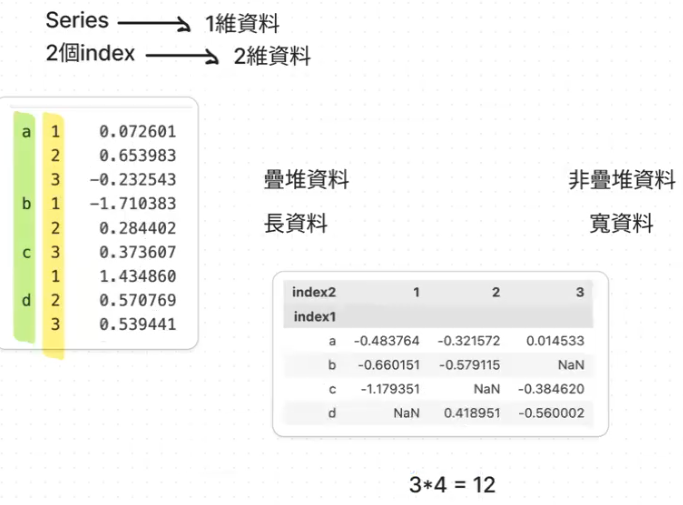 Series → 1維資料
2個index → 2維資料
a 1 0.072601
2 0.653983
3 -0.232543
b 1 -1.710383
2 0.284402
c 3 0.373607
1 1.434860
d 2 0.570769
3 0.539441
疊堆資料 非疊堆資料
長資料 寬資料
index2 1 2 3
index1
a -0.483764 -0.321572 0.014533
b -0.660151 -0.579115 NaN
c -1.179351 NaN -0.384620
d NaN 0.418951 -0.560002
3*4 = 12